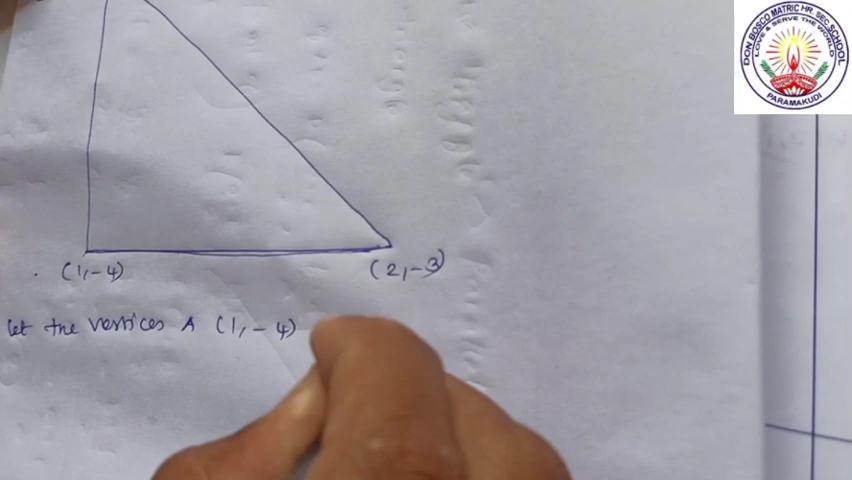 DON BOSCO MATRIC HR. SEC. SCHOOL
LOVE & SERVE THE WORLD
PARAMAKUDI
(1,-4)
(2,-3)
let the vertices A (1,-4)